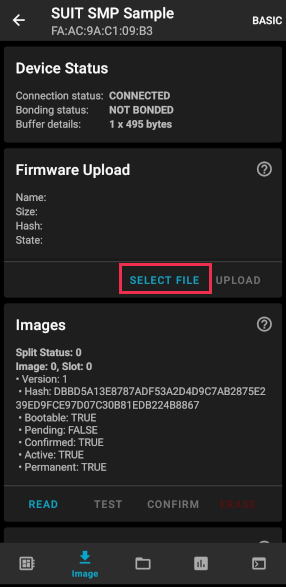 SUIT SMP Sample
FA:AC:9A:C1:09:B3
BASIC
Device Status
Connection status: CONNECTED
Bonding status: NOT BONDED
Buffer details: 1 x 495 bytes
Firmware Upload
Name:
Size:
Hash:
State:
SELECT FILE UPLOAD
Images
Split Status: 0
Image: 0, Slot: 0
• Version: 1
• Hash: DBBD5A13E8787ADF53A2D4D9C7AB2875E2
39ED9FCE97D07C30B81EDB224B8867
• Bootable: TRUE
• Pending: FALSE
• Confirmed: TRUE
• Active: TRUE
• Permanent: TRUE
READ TEST CONFIRM ERASE
Image